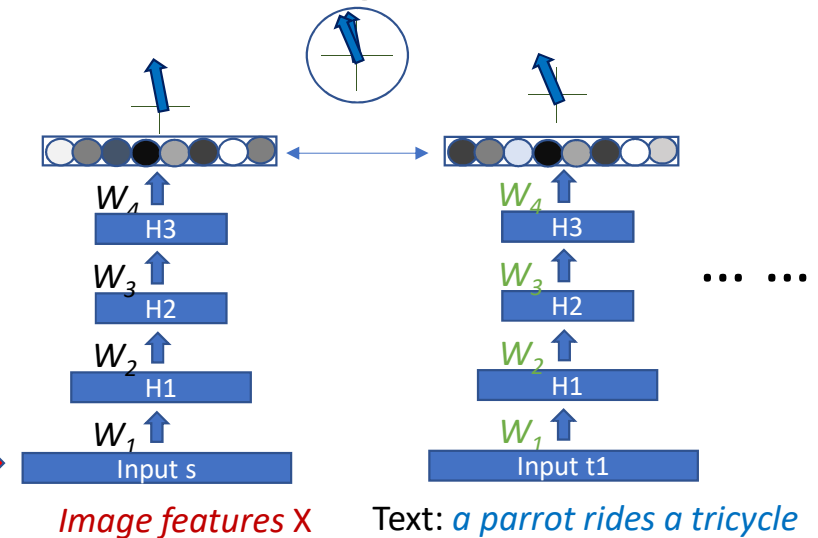 W4 W4
H3 H3
W3 W3
... ...
H2 H2
W2 W2
H1 H1
W1 W1
Input s Input t1
Image features X Text: a parrot rides a tricycle